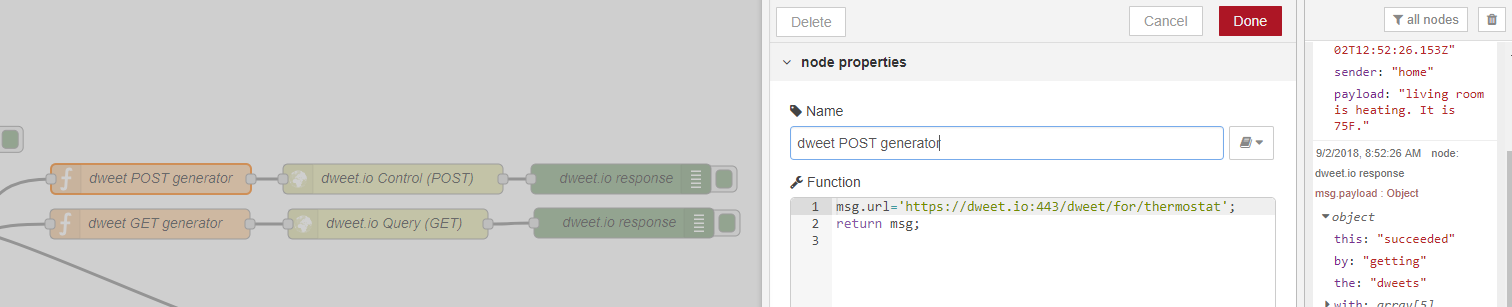 Delete
Cancel
Done
all nodes
node properties
Name
dweet POST generator
Function
1 msg.url='https://dweet.io:443/dweet/for/thermostat';
2 return msg;
3
dweet POST generator
dweet.io Control (POST)
dweet.io response
dweet GET generator
dweet.io Query (GET)
dweet.io response
02T12:52:26.153Z"
sender: "home"
payload: "living room
is heating. It is
75F."
9/2/2018, 8:52:26 AM node:
dweet.io response
msg.payload : Object
object
this: "succeeded"
by: "getting"
the: "dweets"
with: array[5]